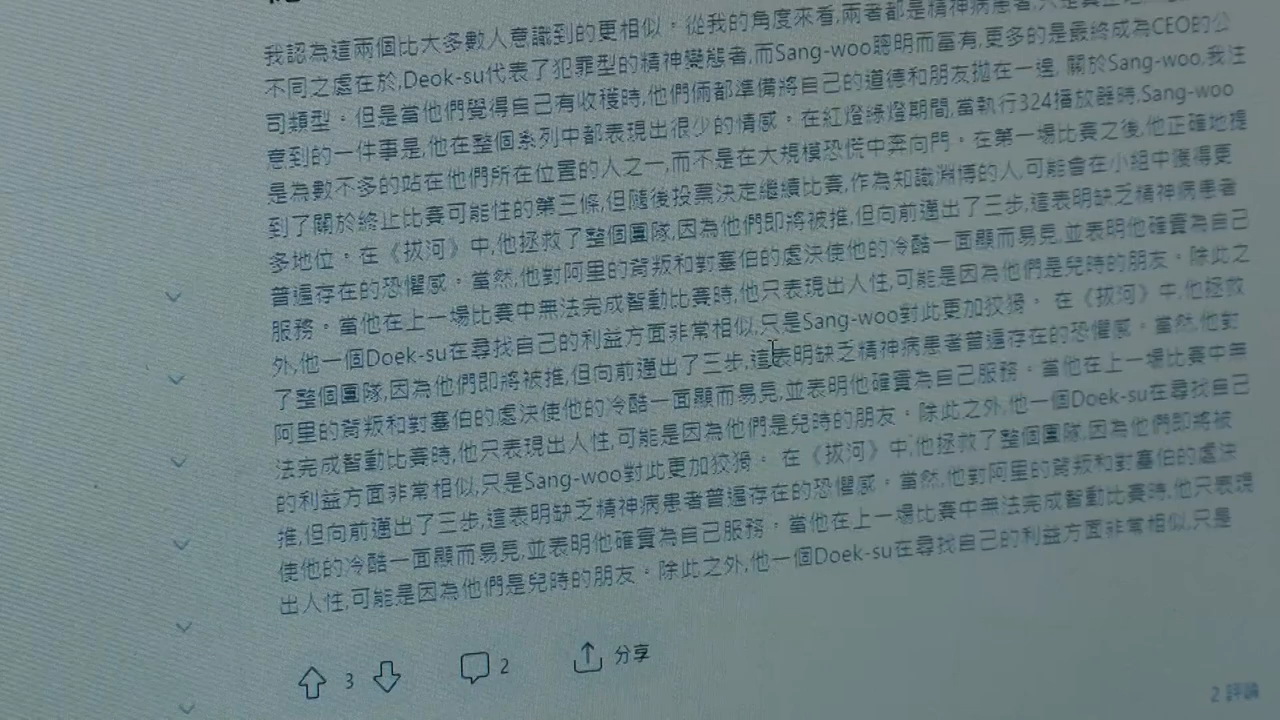 我認為這兩個比大多數人意識到的更相似。從我的角度來看,兩者都是精神病患者,只是
不同之處在於,Deok-su代表了犯罪型的精神變態者,而Sang-woo聰明而富有,更多的是最終成為CEO的公
司類型。但是當他們覺得自己有收穫時,他們倆都準備將自己的道德和朋友拋在一邊, 關於Sang-woo,我注
意到的一件事是,他在整個系列中都表現出很少的情感。在紅燈綠燈期間,當執行324播放器時,Sang-woo
是為數不多的站在他們所在位置的人之一,而不是在大規模恐慌中奔向門。在第一場比賽之後,他正確地提
到了關於終止比賽可能性的第三條,但隨後投票決定繼續比賽,作為知識淵博的人,可能會在小組中獲得更
多地位。在《拔河》中,他拯救了整個團隊,因為他們即將被推,但向前邁出了三步,這表明缺乏精神病患者
普遍存在的恐懼感。當然,他對阿里的背叛和對塞伯的處決使他的冷酷一面顯而易見,並表明他確實為自己
服務。當他在上一場比賽中無法完成智動比賽時,他只表現出人性,可能是因為他們是兒時的朋友。除此之
外,他一個Doek-su在尋找自己的利益方面非常相似,只是Sang-woo對此更加狡猾。 在《拔河》中,他拯救
了整個團隊,因為他們即將被推,但向前邁出了三步,這表明缺乏精神病患者普遍存在的恐懼感。當然,他對
阿里的背叛和對塞伯的處決使他的冷酷一面顯而易見,並表明他確實為自己服務。當他在上一場比賽中無
法完成智動比賽時,他只表現出人性,可能是因為他們是兒時的朋友。除此之外,他一個Doek-su在尋找自己
的利益方面非常相似,只是Sang-woo對此更加狡猾。 在《拔河》中,他拯救了整個團隊,因為他們即將被
推,但向前邁出了三步,這表明缺乏精神病患者普遍存在的恐懼感。當然,他對阿里的背叛和對塞伯的處決
使他的冷酷一面顯而易見,並表明他確實為自己服務。當他在上一場比賽中無法完成智動比賽時,他只表現
出人性,可能是因為他們是兒時的朋友。除此之外,他一個Doek-su在尋找自己的利益方面非常相似,只是
3 2 分享
2 評論